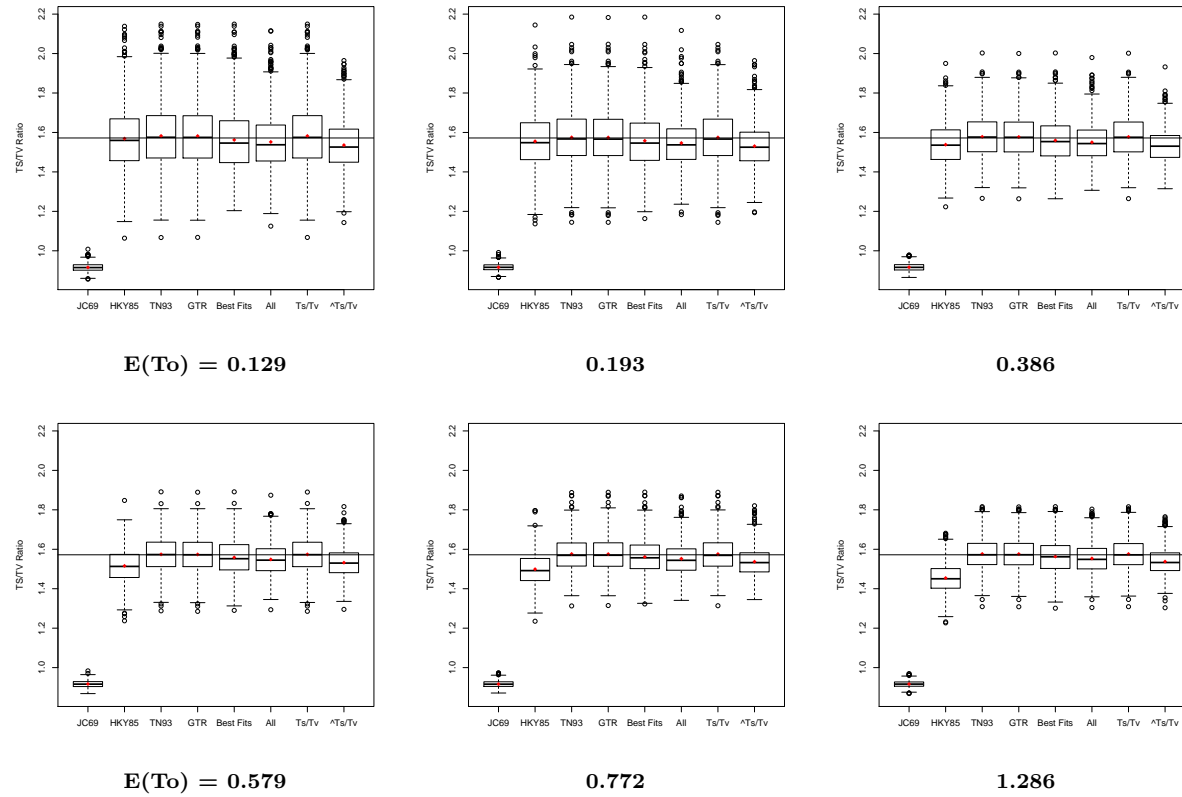 TS/TV Ratio
1.0 1.2 1.4 1.6 1.8 2.0 2.2
JC69 HKY85 TN93 GTR Best Fits All Ts/Tv ^Ts/Tv
TS/TV Ratio
1.0 1.2 1.4 1.6 1.8 2.0 2.2
JC69 HKY85 TN93 GTR Best Fits All Ts/Tv ^Ts/Tv
TS/TV Ratio
1.0 1.2 1.4 1.6 1.8 2.0 2.2
JC69 HKY85 TN93 GTR Best Fits All Ts/Tv ^Ts/Tv
E(To) = 0.129 0.193 0.386
TS/TV Ratio
1.0 1.2 1.4 1.6 1.8 2.0 2.2
JC69 HKY85 TN93 GTR Best Fits All Ts/Tv ^Ts/Tv
TS/TV Ratio
1.0 1.2 1.4 1.6 1.8 2.0 2.2
JC69 HKY85 TN93 GTR Best Fits All Ts/Tv ^Ts/Tv
TS/TV Ratio
1.0 1.2 1.4 1.6 1.8 2.0 2.2
JC69 HKY85 TN93 GTR Best Fits All Ts/Tv ^Ts/Tv
E(To) = 0.579 0.772 1.286